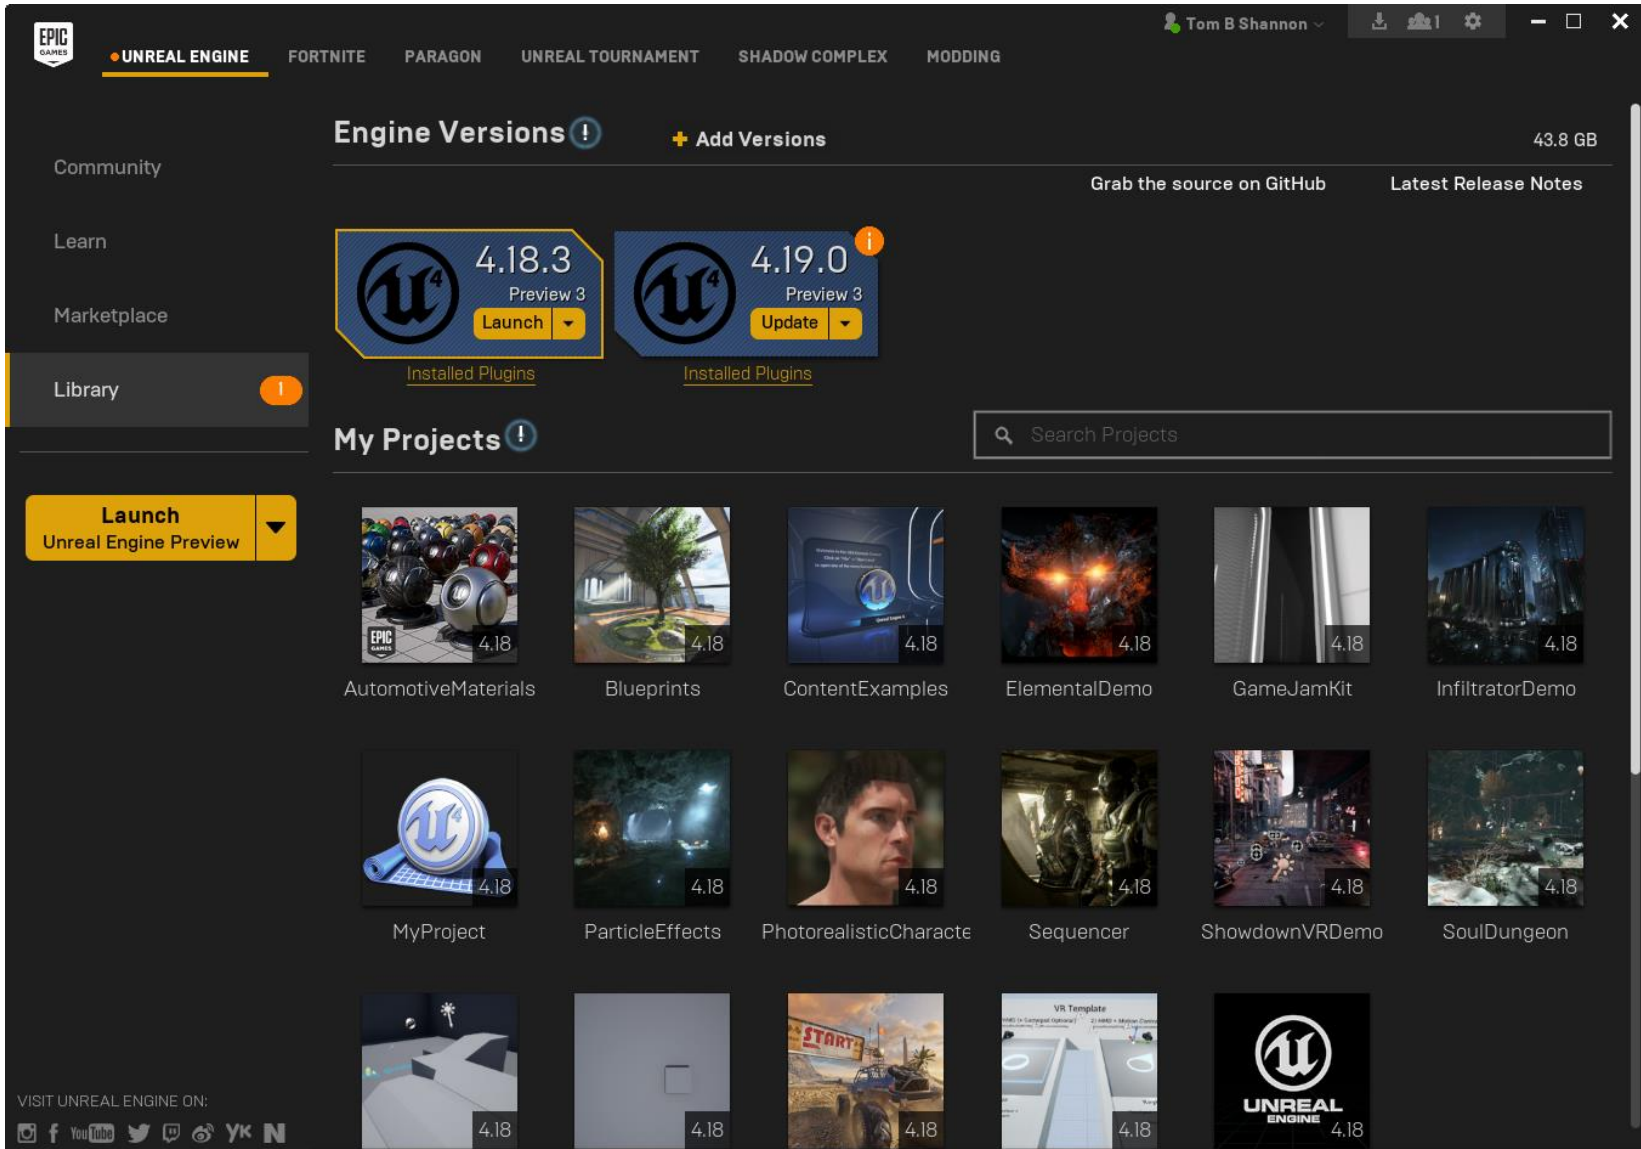 EPIC
GAMES
Tom B Shannon
1
UNREAL ENGINE
FORTNITE
PARAGON
UNREAL TOURNAMENT
SHADOW COMPLEX
MODDING
Community
Learn
Marketplace
Library
1
Launch
Unreal Engine Preview
VISIT UNREAL ENGINE ON:
You Tube
Engine Versions
+ Add Versions
43.8 GB
Grab the source on GitHub
Latest Release Notes
4.18.3
Preview 3
Launch
Installed Plugins
4.19.0
Preview 3
Update
Installed Plugins
My Projects
Search Projects
EPIC
GAMES
4.18
4.18
4.18
4.18
4.18
4.18
AutomotiveMaterials
Blueprints
ContentExamples
ElementalDemo
GameJamKit
InfiltratorDemo
4.18
4.18
4.18
4.18
4.18
4.18
MyProject
ParticleEffects
PhotorealisticCharacte
Sequencer
ShowdownVRDemo
SoulDungeon
START
VR Template
UNREAL
ENGINE
4.18
4.18
4.18
4.18
4.18